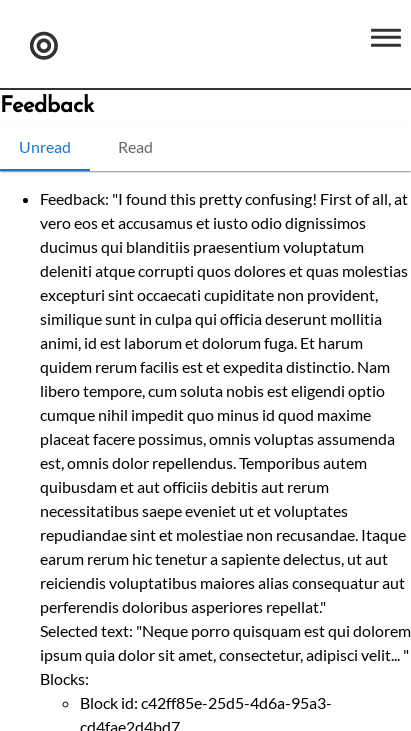 Feedback
Unread Read
• Feedback: "I found this pretty confusing! First of all, at
vero eos et accusamus et iusto odio dignissimos
ducimus qui blanditiis praesentium voluptatum
deleniti atque corrupti quos dolores et quas molestias
excepturi sint occaecati cupiditate non provident,
similique sunt in culpa qui officia deserunt mollitia
animi, id est laborum et dolorum fuga. Et harum
quidem rerum facilis est et expedita distinctio. Nam
libero tempore, cum soluta nobis est eligendi optio
cumque nihil impedit quo minus id quod maxime
placeat facere possimus, omnis voluptas assumenda
est, omnis dolor repellendus. Temporibus autem
quibusdam et aut officiis debitis aut rerum
necessitatibus saepe eveniet ut et voluptates
repudiandae sint et molestiae non recusandae. Itaque
earum rerum hic tenetur a sapiente delectus, ut aut
reiciendis voluptatibus maiores alias consequatur aut
perferendis doloribus asperiores repellat."
Selected text: "Neque porro quisquam est qui dolorem
ipsum quia dolor sit amet, consectetur, adipisci velit... "
Blocks:
◦ Block id: c42ff85e-25d5-4d6a-95a3-
cd4fae2d4bd7